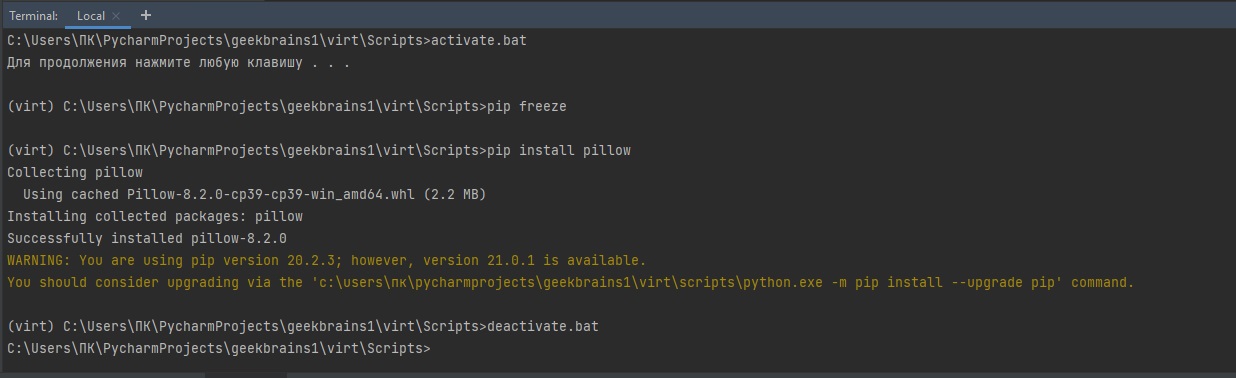 Terminal: Local × +
C:\Users\ПК\PycharmProjects\geekbrains1\virt\Scripts>activate.bat
Для продолжения нажмите любую клавишу . . .
(virt) C:\Users\ПК\PycharmProjects\geekbrains1\virt\Scripts>pip freeze
(virt) C:\Users\ПК\PycharmProjects\geekbrains1\virt\Scripts>pip install pillow
Collecting pillow
  Using cached Pillow-8.2.0-cp39-cp39-win_amd64.whl (2.2 MB)
Installing collected packages: pillow
Successfully installed pillow-8.2.0
WARNING: You are using pip version 20.2.3; however, version 21.0.1 is available.
You should consider upgrading via the 'c:\users\пк\pycharmprojects\geekbrains1\virt\scripts\python.exe -m pip install --upgrade pip' command.
(virt) C:\Users\ПК\PycharmProjects\geekbrains1\virt\Scripts>deactivate.bat
C:\Users\ПК\PycharmProjects\geekbrains1\virt\Scripts>